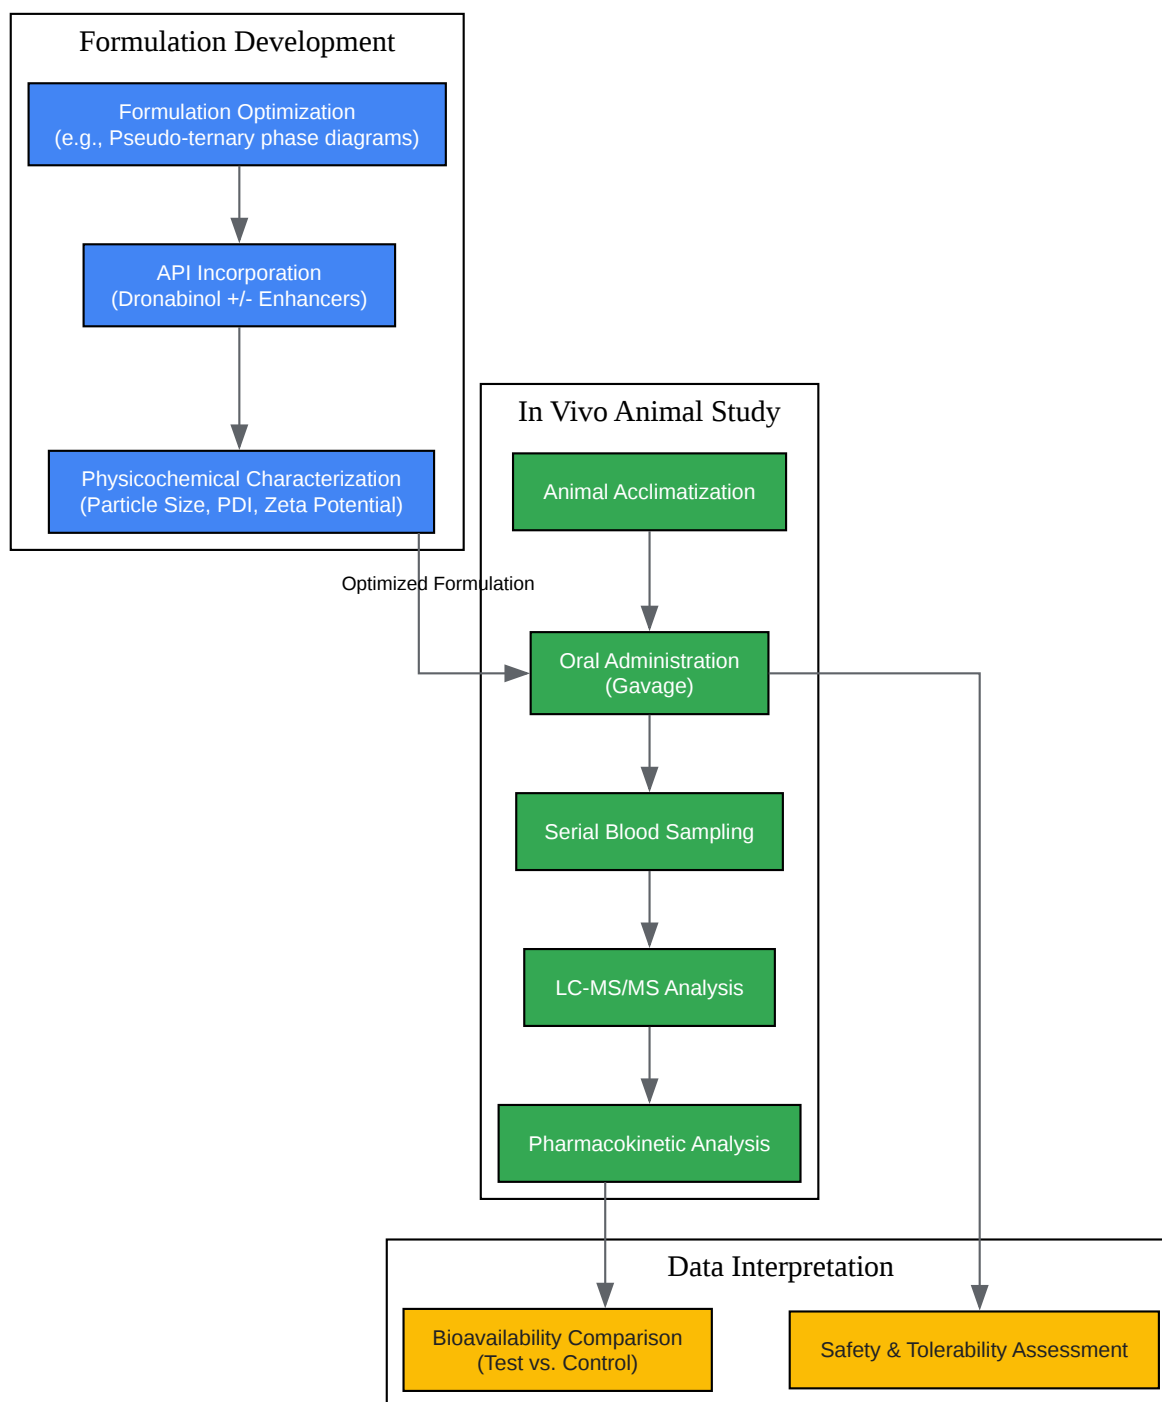 Formulation Development
Formulation Optimization
(e.g., Pseudo-ternary phase diagrams)
API Incorporation
(Dronabinol +/- Enhancers)
Physicochemical Characterization
(Particle Size, PDI, Zeta Potential)
Optimized Formulation
In Vivo Animal Study
Animal Acclimatization
Oral Administration
(Gavage)
Serial Blood Sampling
LC-MS/MS Analysis
Pharmacokinetic Analysis
Data Interpretation
Bioavailability Comparison
(Test vs. Control)
Safety & Tolerability Assessment